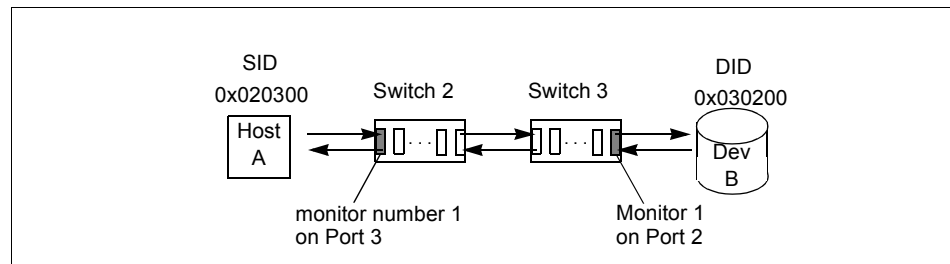 SID
0x020300
Switch 2
Switch 3
DID
0x030200
Host
A
. . .
. . .
Dev
B
monitor number 1
on Port 3
Monitor 1
on Port 2